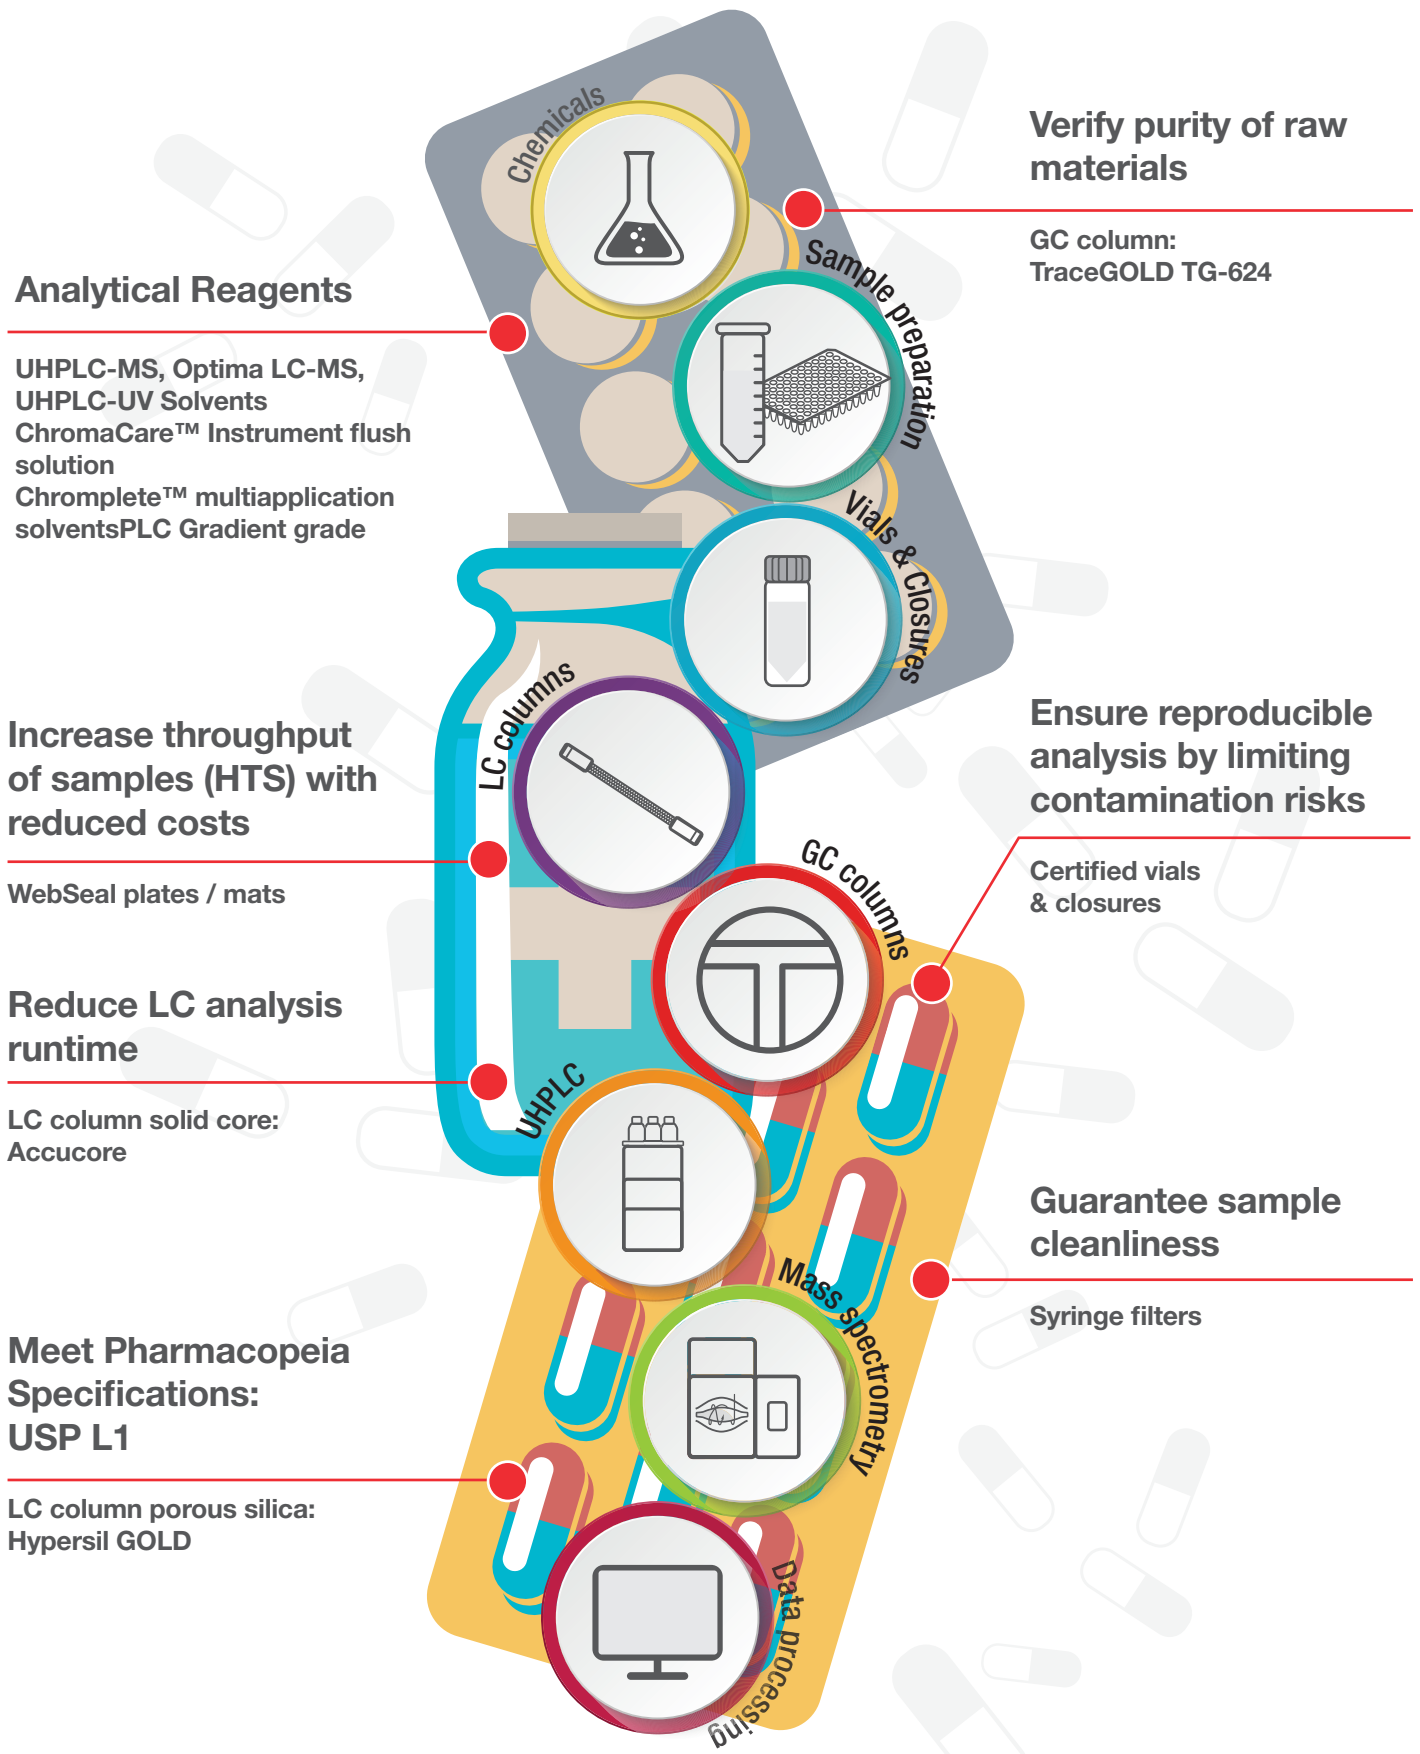 Chemicals
Verify purity of raw
materials
GC column:
TraceGOLD TG-624
Sample preparation
Analytical Reagents
UHPLC-MS, Optima LC-MS,
UHPLC-UV Solvents
ChromaCare™ Instrument flush
solution
Chromplete™ multiapplication
solventsPLC Gradient grade
Vials & Closures
LC columns
Increase throughput
of samples (HTS) with
reduced costs
WebSeal plates / mats
Ensure reproducible
analysis by limiting
contamination risks
Certified vials
& closures
GC columns
Reduce LC analysis
runtime
LC column solid core:
Accucore
UHPLC
Guarantee sample
cleanliness
Syringe filters
Mass spectrometry
Meet Pharmacopeia
Specifications:
USP L1
LC column porous silica:
Hypersil GOLD
Data processing